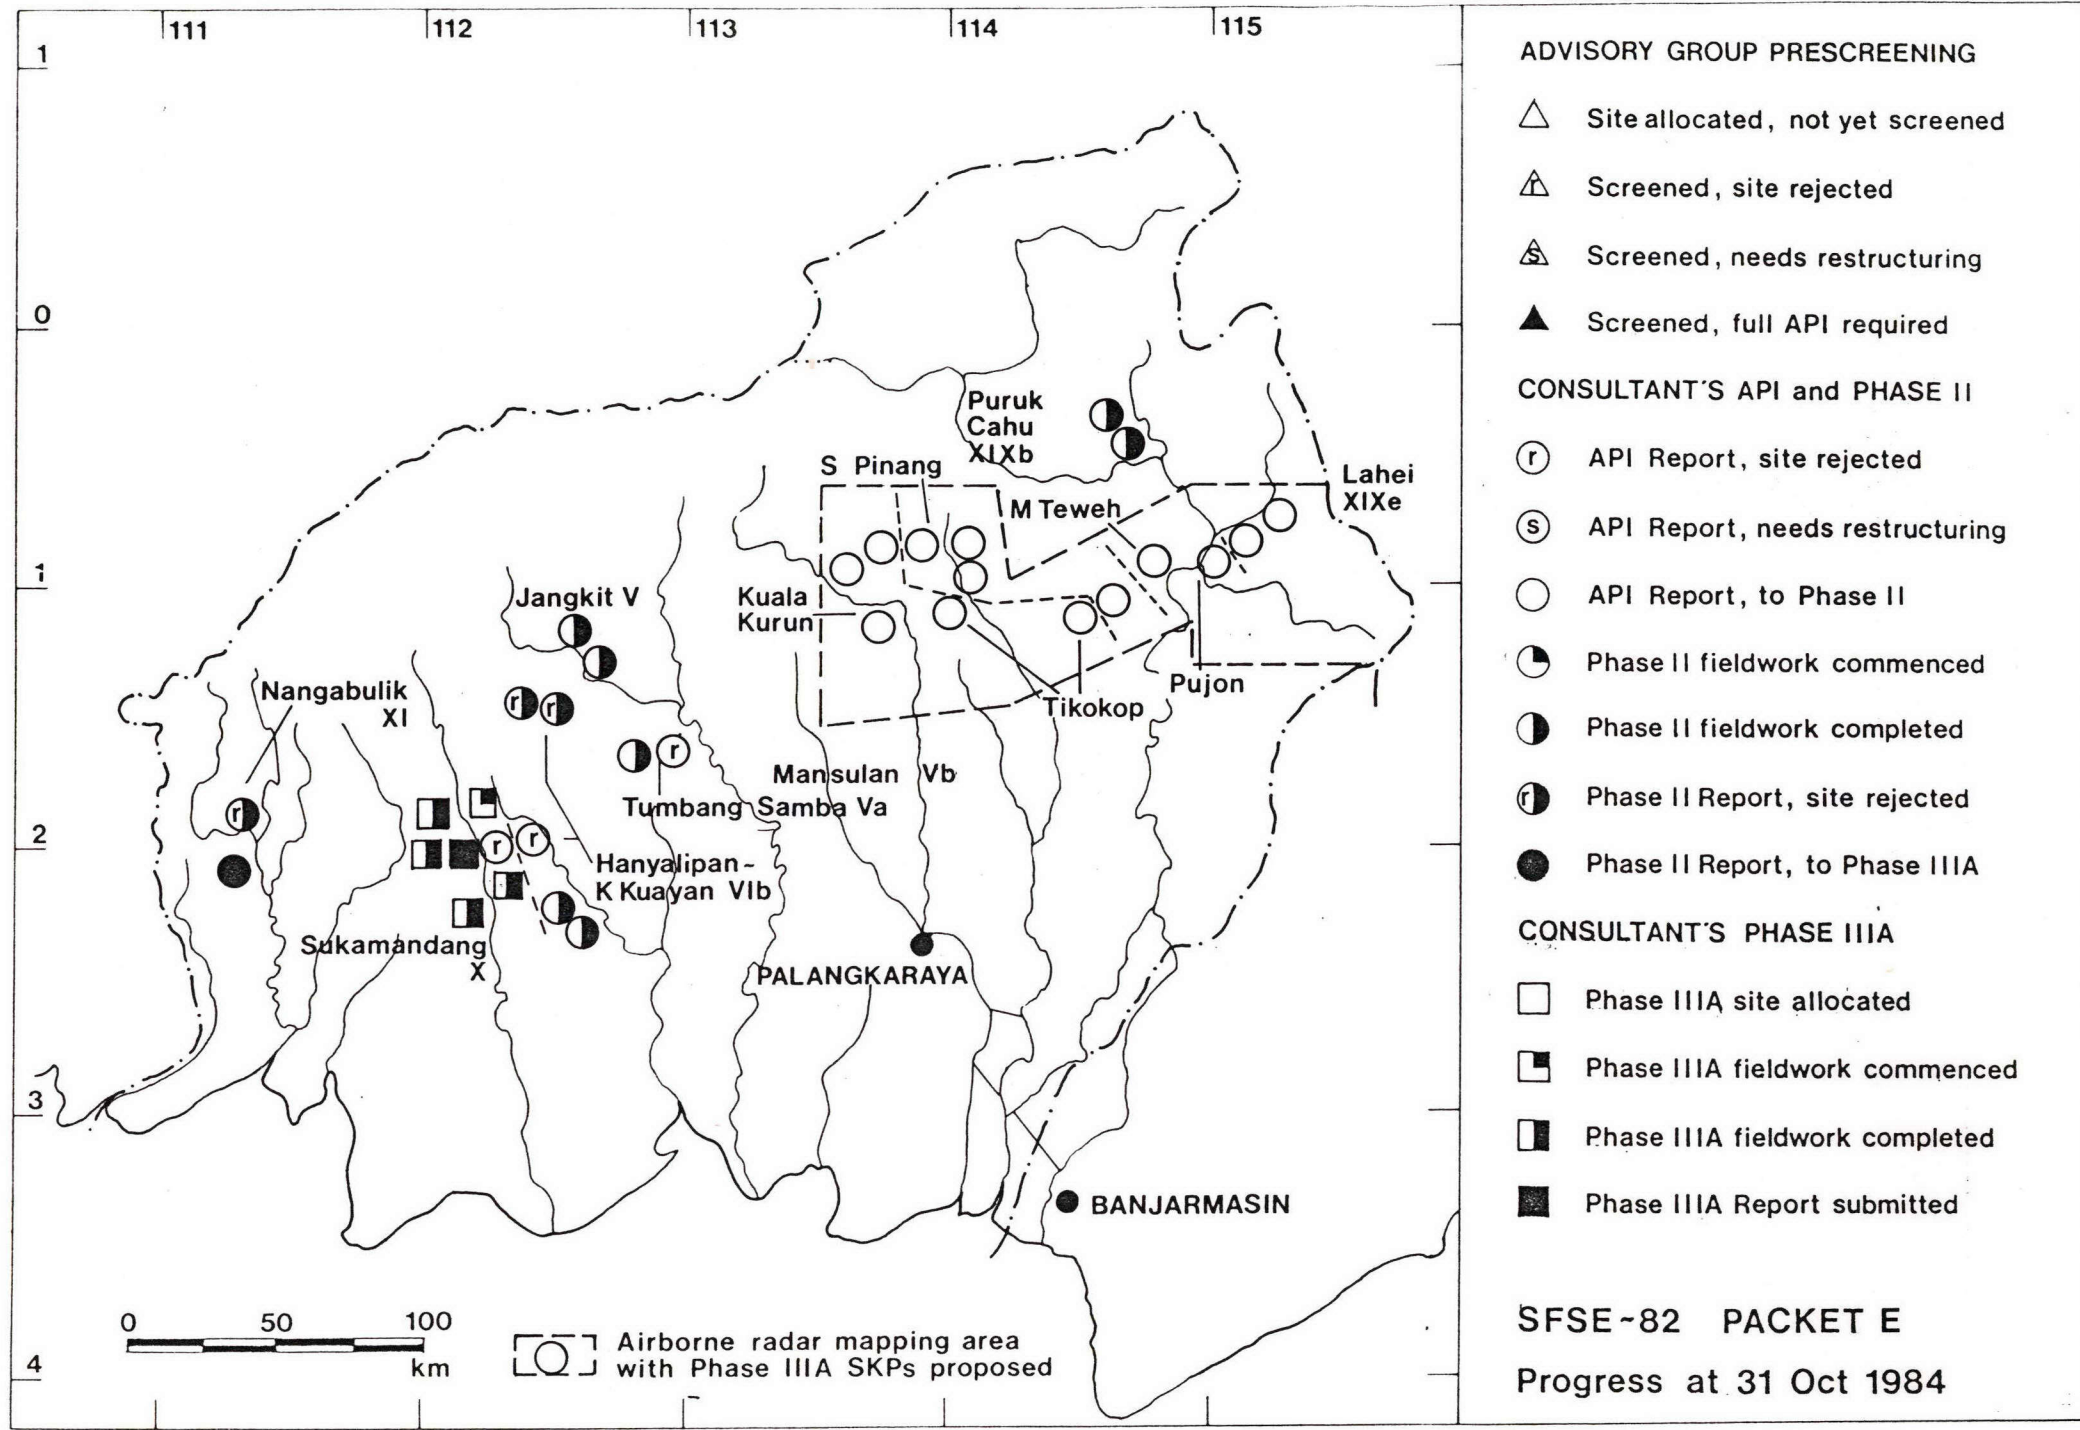 111
112
113
114
115
1
0
1
2
3
4
Puruk
Cahu
XIXb
S Pinang
M Teweh
Lahei
XIXe
Jangkit V
Kuala
Kurun
Nangabulik
XI
Pujon
Tikokop
Mansulan Vb
Tumbang Samba Va
r
r
r
r
r
r
Hanyalipan-
K Kuayan VIb
Sukamandang
X
PALANGKARAYA
BANJARMASIN
0 50 100
km
Airborne radar mapping area
with Phase IIIA SKPs proposed
ADVISORY GROUP PRESCREENING
Site allocated, not yet screened
r Screened, site rejected
s Screened, needs restructuring
Screened, full API required
CONSULTANT'S API and PHASE II
r API Report, site rejected
s API Report, needs restructuring
API Report, to Phase II
Phase II fieldwork commenced
Phase II fieldwork completed
r Phase II Report, site rejected
Phase II Report, to Phase IIIA
CONSULTANT'S PHASE IIIA
Phase IIIA site allocated
Phase IIIA fieldwork commenced
Phase IIIA fieldwork completed
Phase IIIA Report submitted
SFSE-82 PACKET E
Progress at 31 Oct 1984